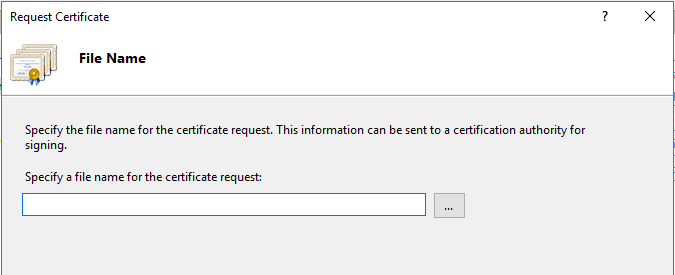 Request Certificate
?
File Name
Specify the file name for the certificate request. This information can be sent to a certification authority for
signing.
Specify a file name for the certificate request:
...